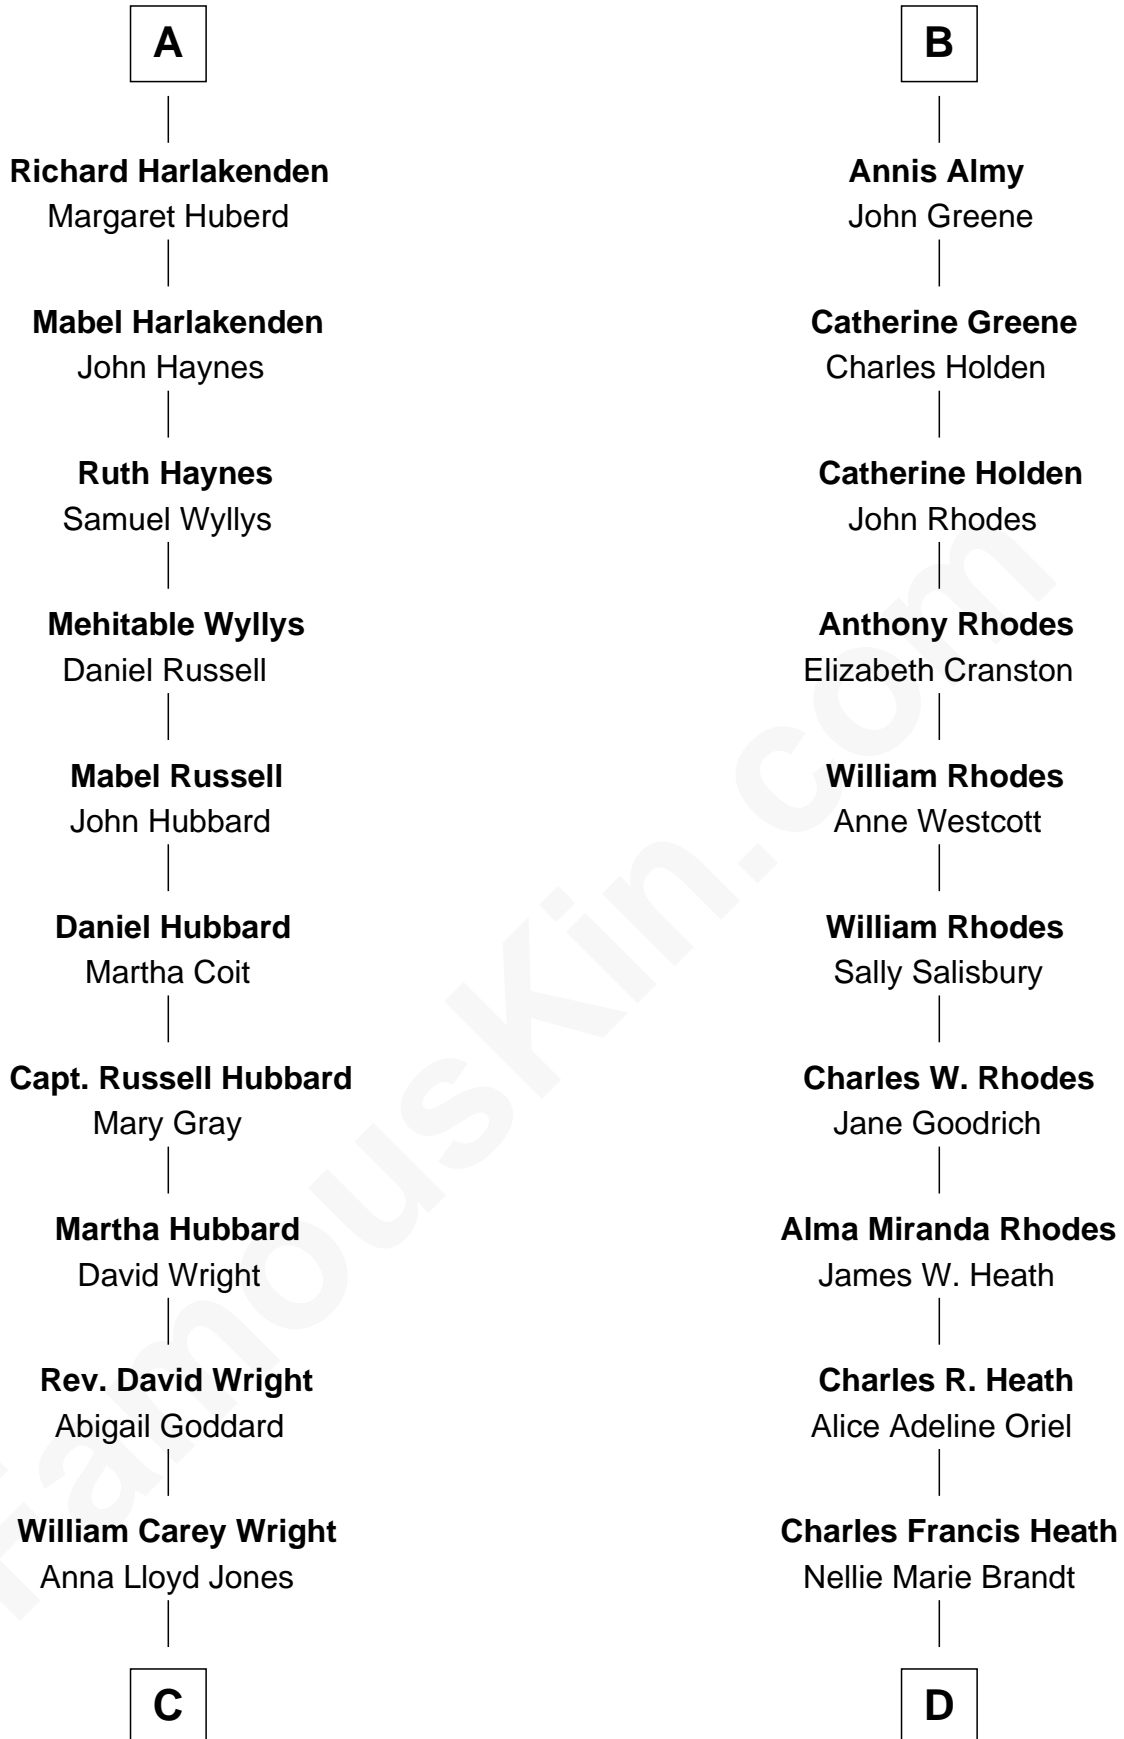 A
Richard Harlakenden
Margaret Huberd
Mabel Harlakenden
John Haynes
Ruth Haynes
Samuel Wyllys
Mehitable Wyllys
Daniel Russell
Mabel Russell
John Hubbard
Daniel Hubbard
Martha Coit
Capt. Russell Hubbard
Mary Gray
Martha Hubbard
David Wright
Rev. David Wright
Abigail Goddard
William Carey Wright
Anna Lloyd Jones
C
B
Annis Almy
John Greene
Catherine Greene
Charles Holden
Catherine Holden
John Rhodes
Anthony Rhodes
Elizabeth Cranston
William Rhodes
Anne Westcott
William Rhodes
Sally Salisbury
Charles W. Rhodes
Jane Goodrich
Alma Miranda Rhodes
James W. Heath
Charles R. Heath
Alice Adeline Oriel
Charles Francis Heath
Nellie Marie Brandt
D
FamousKin.com